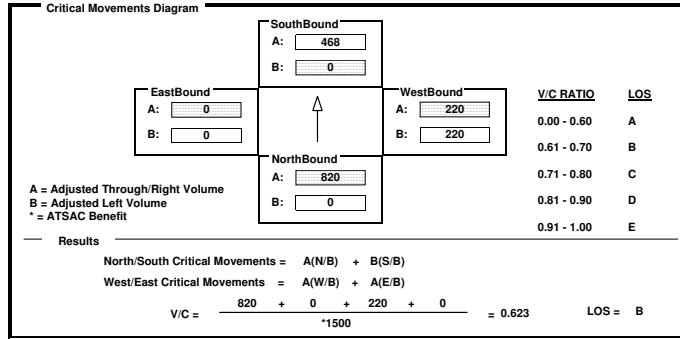 Critical Movements Diagram
SouthBound
A: 468
B: 0
EastBound
A: 0
B: 0
WestBound
A: 220
B: 220
NorthBound
A: 820
B: 0
V/C RATIO LOS
0.00 - 0.60 A
0.61 - 0.70 B
0.71 - 0.80 C
0.81 - 0.90 D
0.91 - 1.00 E
A = Adjusted Through/Right Volume
B = Adjusted Left Volume
* = ATSAC Benefit
Results
North/South Critical Movements = A(N/B) + B(S/B)
West/East Critical Movements = A(W/B) + A(E/B)
820 + 0 + 220 + 0
V/C = = 0.623 LOS = B
*1500